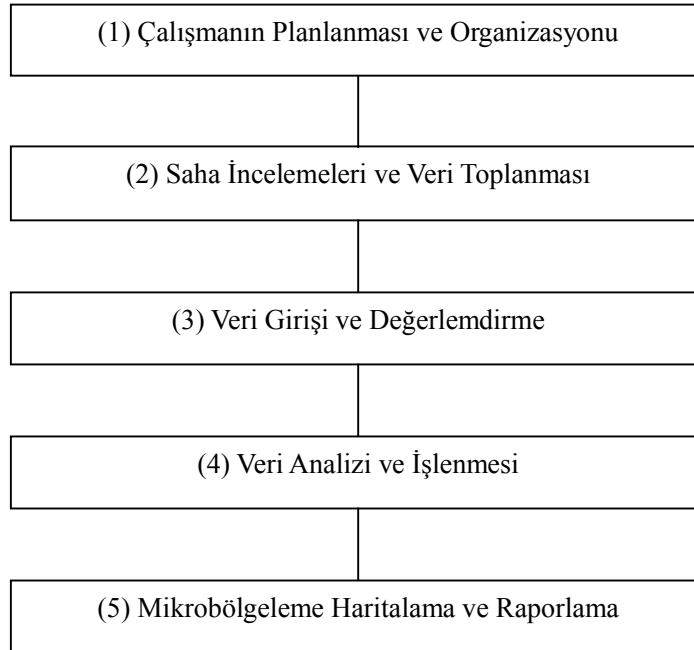 (1) Çalışmanın Planlanması ve Organizasyonu
(2) Saha İncelemeleri ve Veri Toplanması
(3) Veri Girişi ve Değerlemdirme
(4) Veri Analizi ve İşlenmesi
(5) Mikrobölgeleme Haritalama ve Raporlama